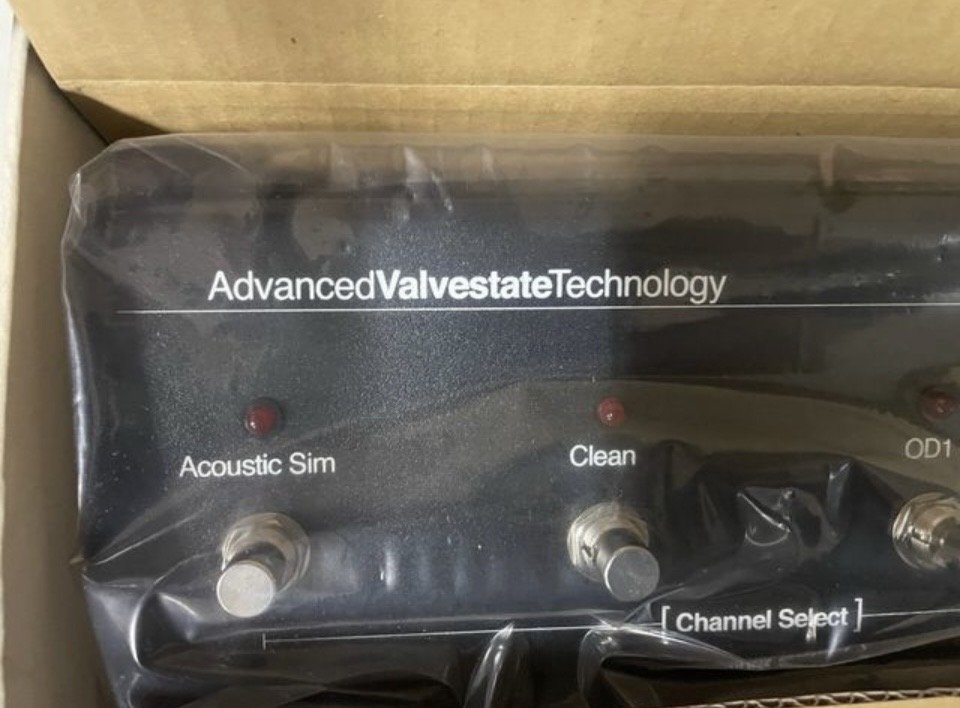 AdvancedValvestateTechnology
Acoustic Sim
Clean
OD1
[ Channel Select ]